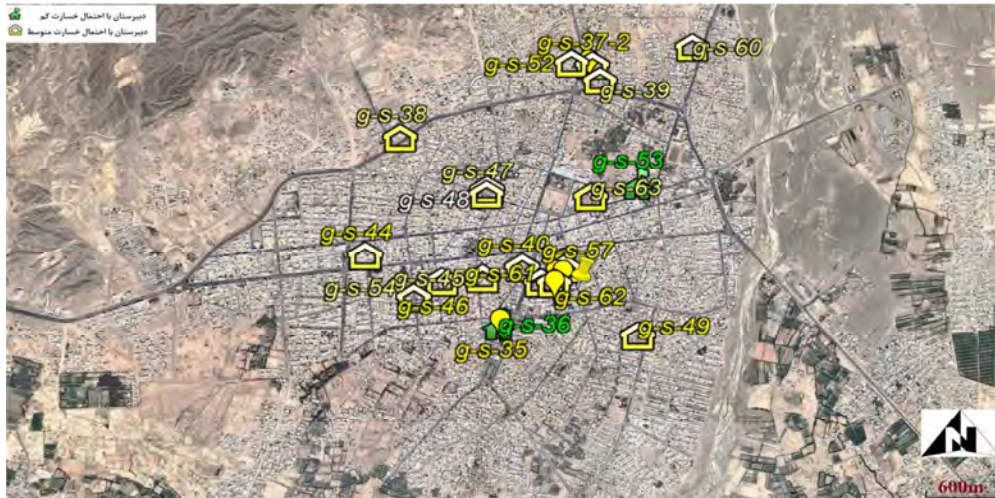 دبیرستان با احتمال خسارت کم
دبیرستان با احتمال خسارت متوسط
g-s-37-2
g-s-60
g-s-52
g-s-39
g-s-38
g-s-53
g-s-47
g-s-63
g-s-48
g-s-44
g-s-40
g-s-57
g-s-54
g-s-45
g-s-61
g-s-62
g-s-46
g-s-36
g-s-49
g-s-35
N
600m